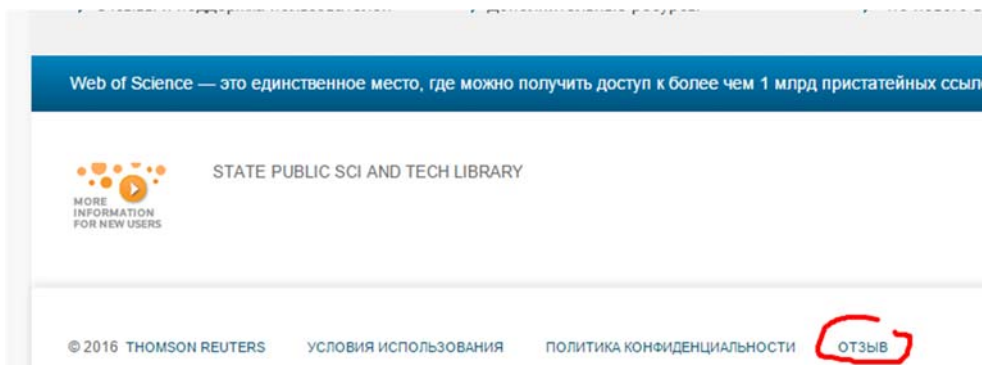 Web of Science — это единственное место, где можно получить доступ к более чем 1 млрд пристатейных
STATE PUBLIC SCI AND TECH LIBRARY
MORE
INFORMATION
FOR NEW USERS
© 2016 THOMSON REUTERS УСЛОВИЯ ИСПОЛЬЗОВАНИЯ ПОЛИТИКА КОНФИДЕНЦИАЛЬНОСТИ ОТЗЫВ